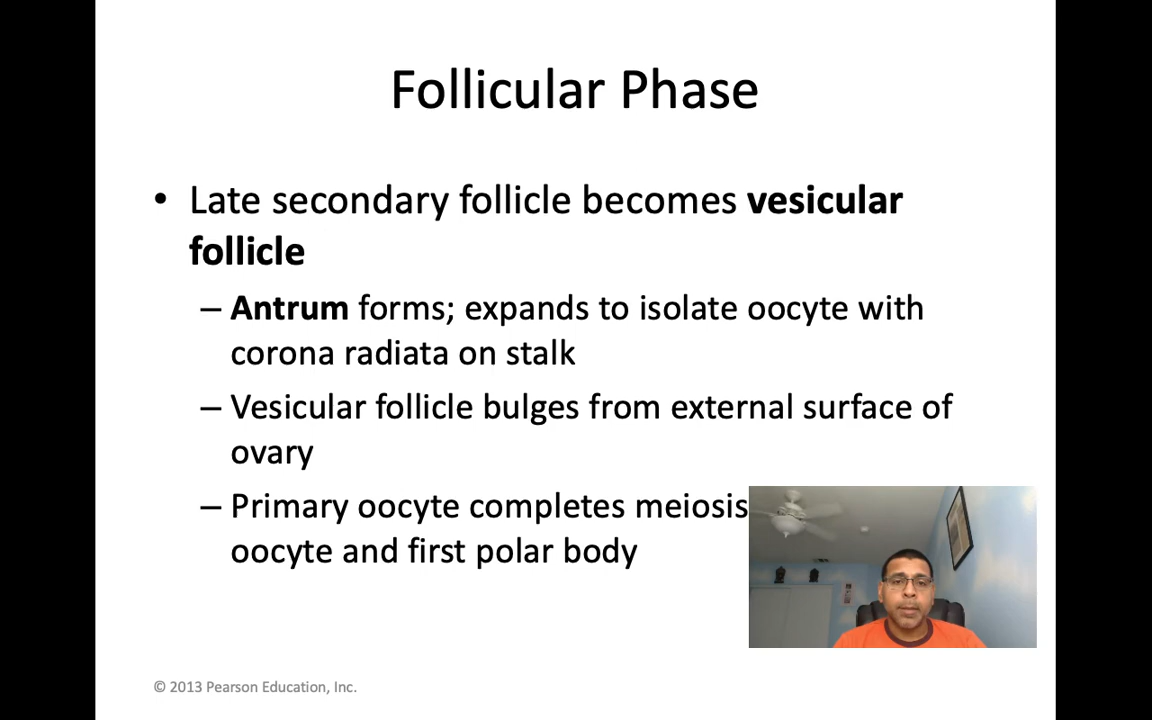 Follicular Phase
• Late secondary follicle becomes vesicular
follicle
– Antrum forms; expands to isolate oocyte with
corona radiata on stalk
– Vesicular follicle bulges from external surface of
ovary
– Primary oocyte completes meiosis
oocyte and first polar body
© 2013 Pearson Education, Inc.